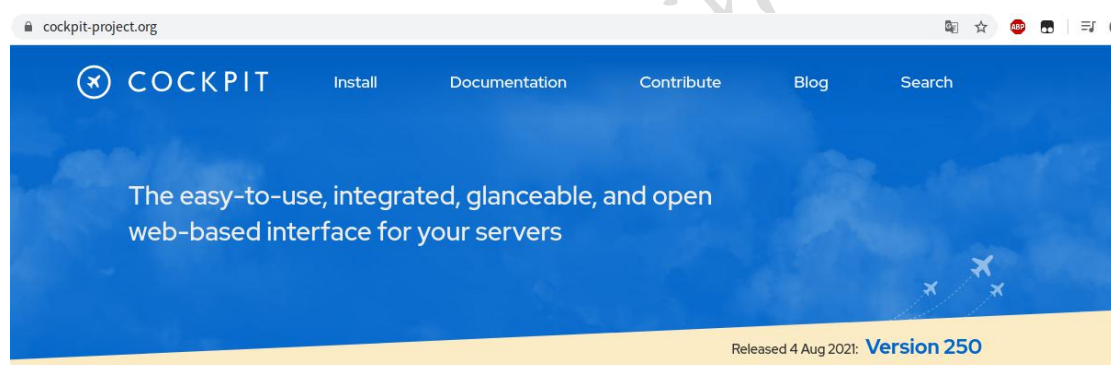 cockpit-project.org
ABP
COCKPIT Install Documentation Contribute Blog Search
The easy-to-use, integrated, glanceable, and open
web-based interface for your servers
Released 4 Aug 2021: Version 250